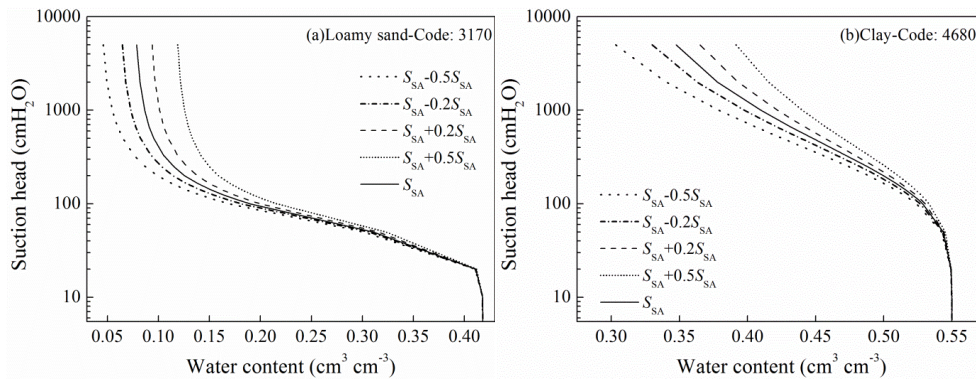 10000
1000
100
10
Suction head (cmH₂O)
(a)Loamy sand-Code: 3170
S_SA-0.5S_SA
S_SA-0.2S_SA
S_SA+0.2S_SA
S_SA+0.5S_SA
S_SA
0.05 0.10 0.15 0.20 0.25 0.30 0.35 0.40
Water content (cm³ cm⁻³)
10000
1000
100
10
Suction head (cmH₂O)
(b)Clay-Code: 4680
S_SA-0.5S_SA
S_SA-0.2S_SA
S_SA+0.2S_SA
S_SA+0.5S_SA
S_SA
0.30 0.35 0.40 0.45 0.50 0.55
Water content (cm³ cm⁻³)